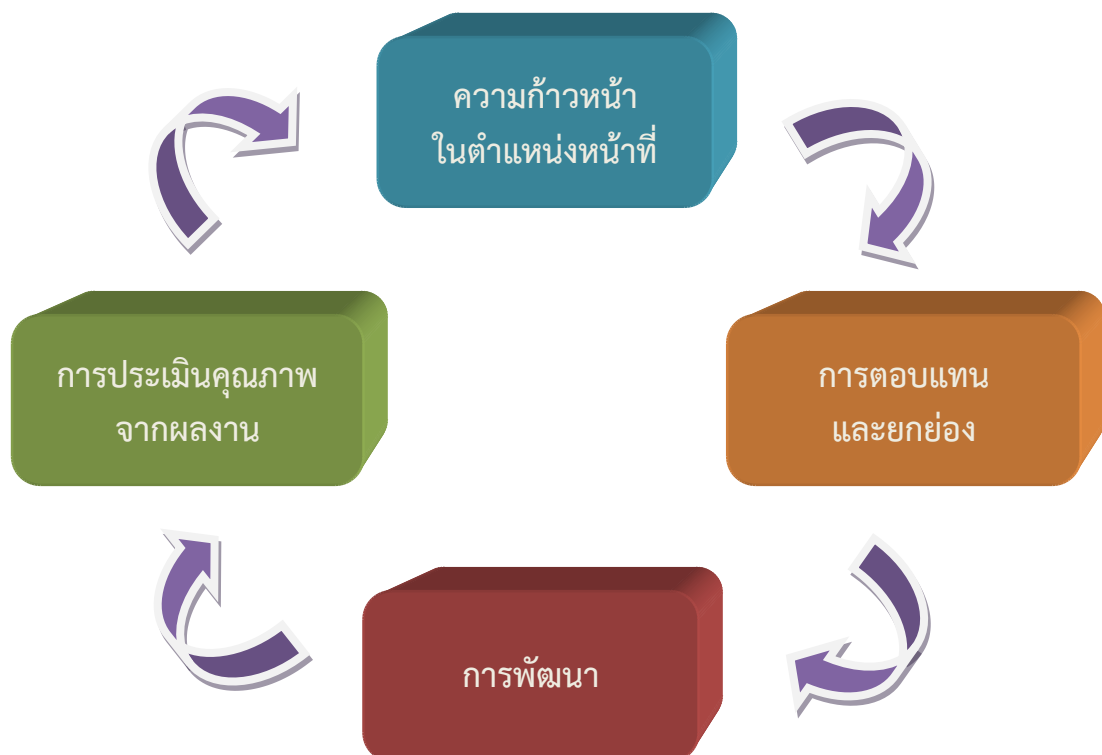 ความก้าวหน้า
ในตำแหน่งหน้าที่
การประเมินคุณภาพ
จากผลงาน
การตอบแทน
และยกย่อง
การพัฒนา